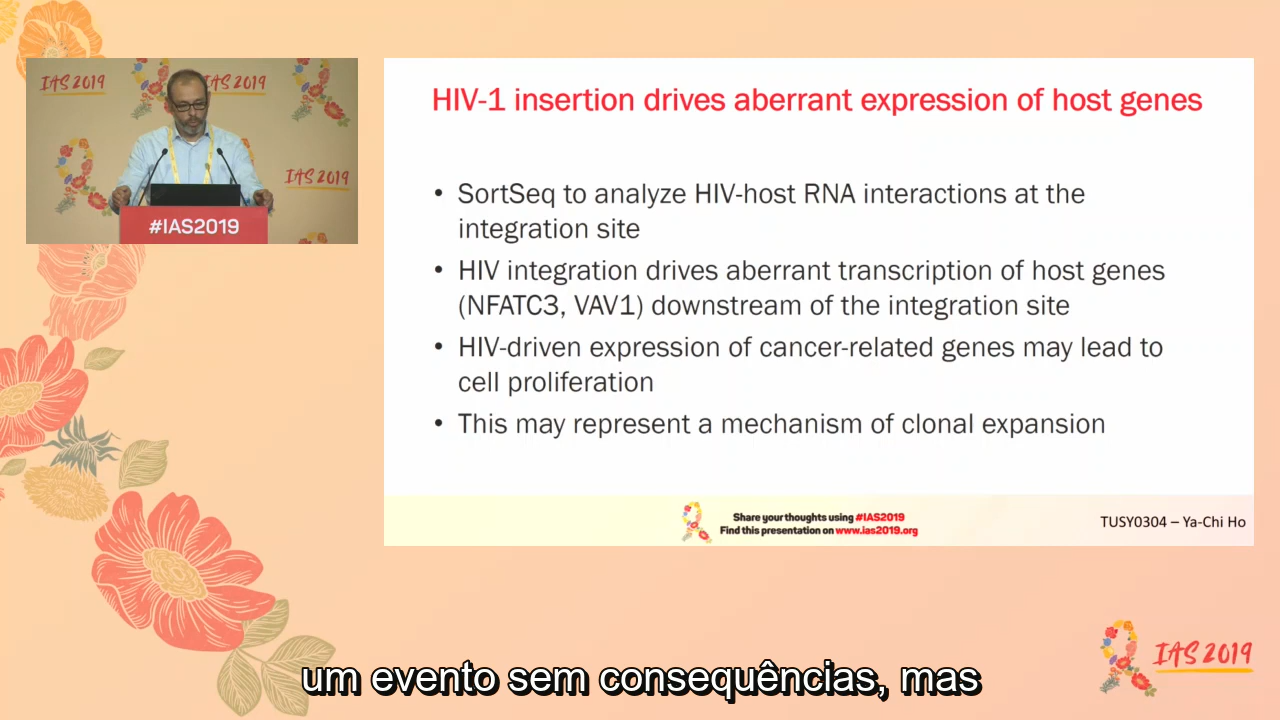 IAS 2019
IAS 2019
IAS 2019
#IAS2019
HIV-1 insertion drives aberrant expression of host genes
• SortSeq to analyze HIV-host RNA interactions at the
integration site
• HIV integration drives aberrant transcription of host genes
(NFATC3, VAV1) downstream of the integration site
• HIV-driven expression of cancer-related genes may lead to
cell proliferation
• This may represent a mechanism of clonal expansion
Share your thoughts using #IAS2019
Find this presentation on www.ias2019.org
TUSY0304 – Ya-Chi Ho
IAS 2019
um evento sem consequências, mas